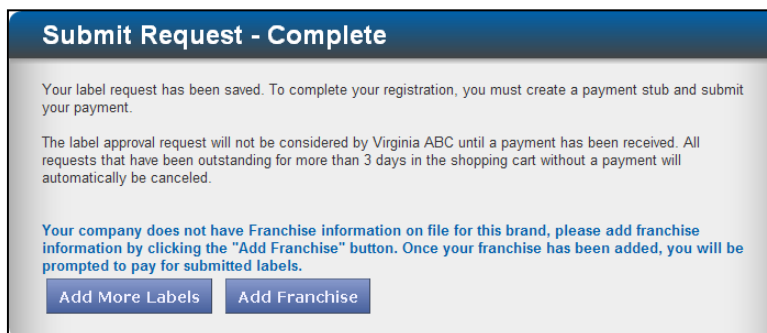 Submit Request - Complete
Your label request has been saved. To complete your registration, you must create a payment stub and submit
your payment.
The label approval request will not be considered by Virginia ABC until a payment has been received. All
requests that have been outstanding for more than 3 days in the shopping cart without a payment will
automatically be canceled.
Your company does not have Franchise information on file for this brand, please add franchise
information by clicking the "Add Franchise" button. Once your franchise has been added, you will be
prompted to pay for submitted labels.
Add More Labels Add Franchise